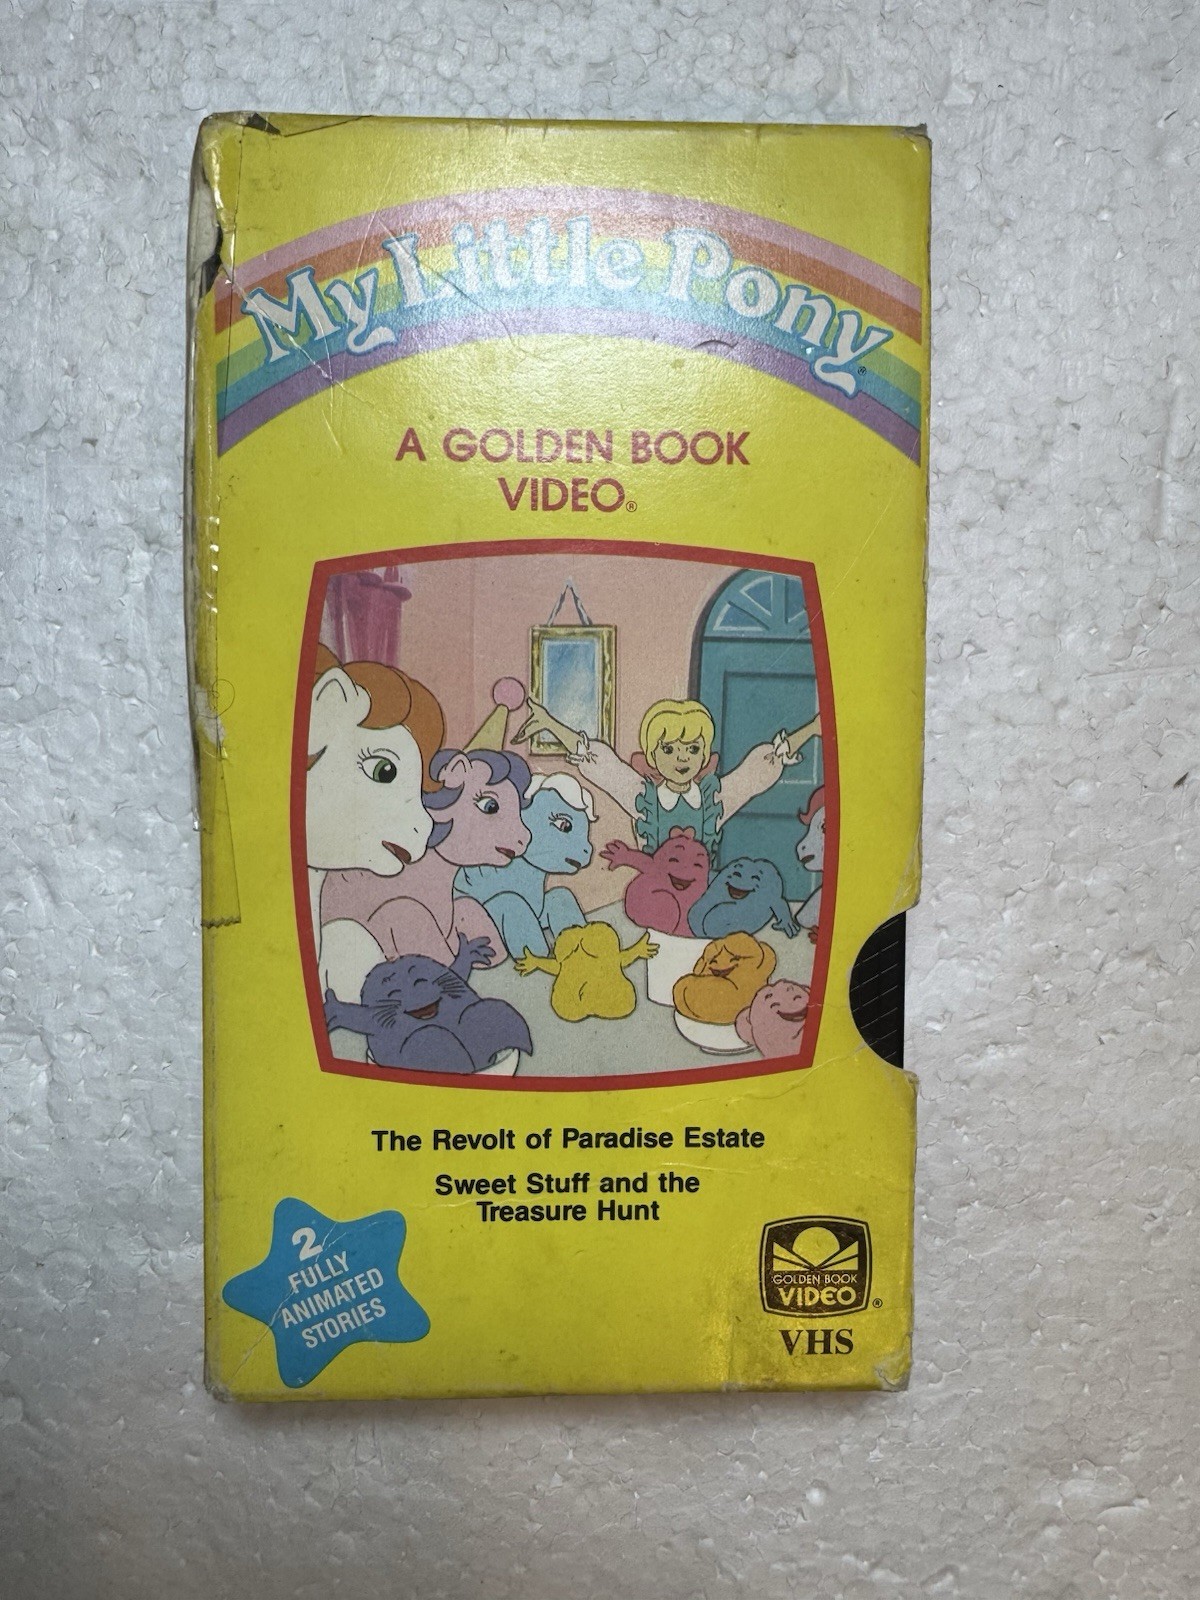 My Little Pony®
A GOLDEN BOOK
VIDEO®
The Revolt of Paradise Estate
Sweet Stuff and the
Treasure Hunt
2
FULLY
ANIMATED
STORIES
GOLDEN BOOK
VIDEO®
VHS